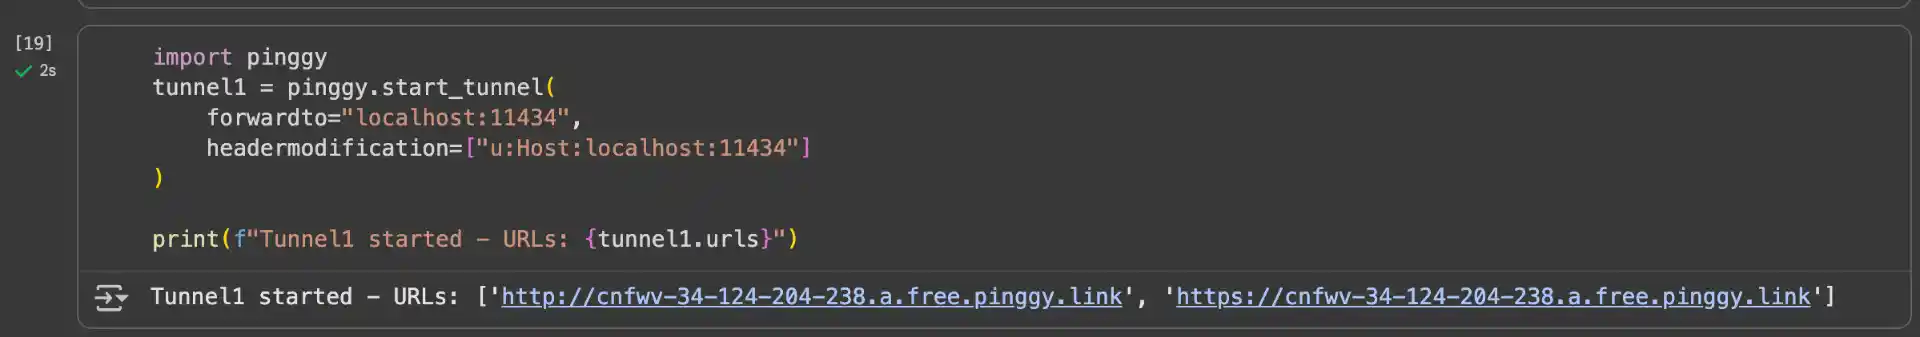 [19]
2s
import pinggy
tunnel1 = pinggy.start_tunnel(
    forwardto="localhost:11434",
    headermodification=["u:Host:localhost:11434"]
)
print(f"Tunnel1 started – URLs: {tunnel1.urls}")
Tunnel1 started – URLs: ['http://cnfwv-34-124-204-238.a.free.pinggy.link', 'https://cnfwv-34-124-204-238.a.free.pinggy.link']